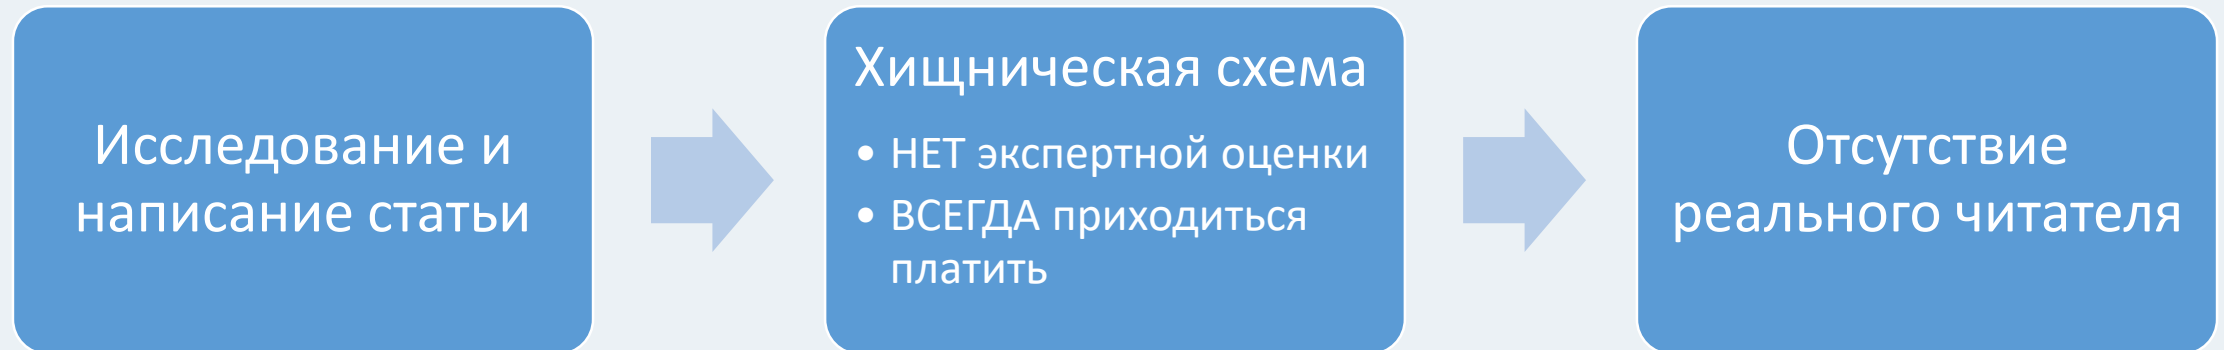 Исследование и
написание статьи
Хищническая схема
• НЕТ экспертной оценки
• ВСЕГДА приходиться
платить
Отсутствие
реального читателя